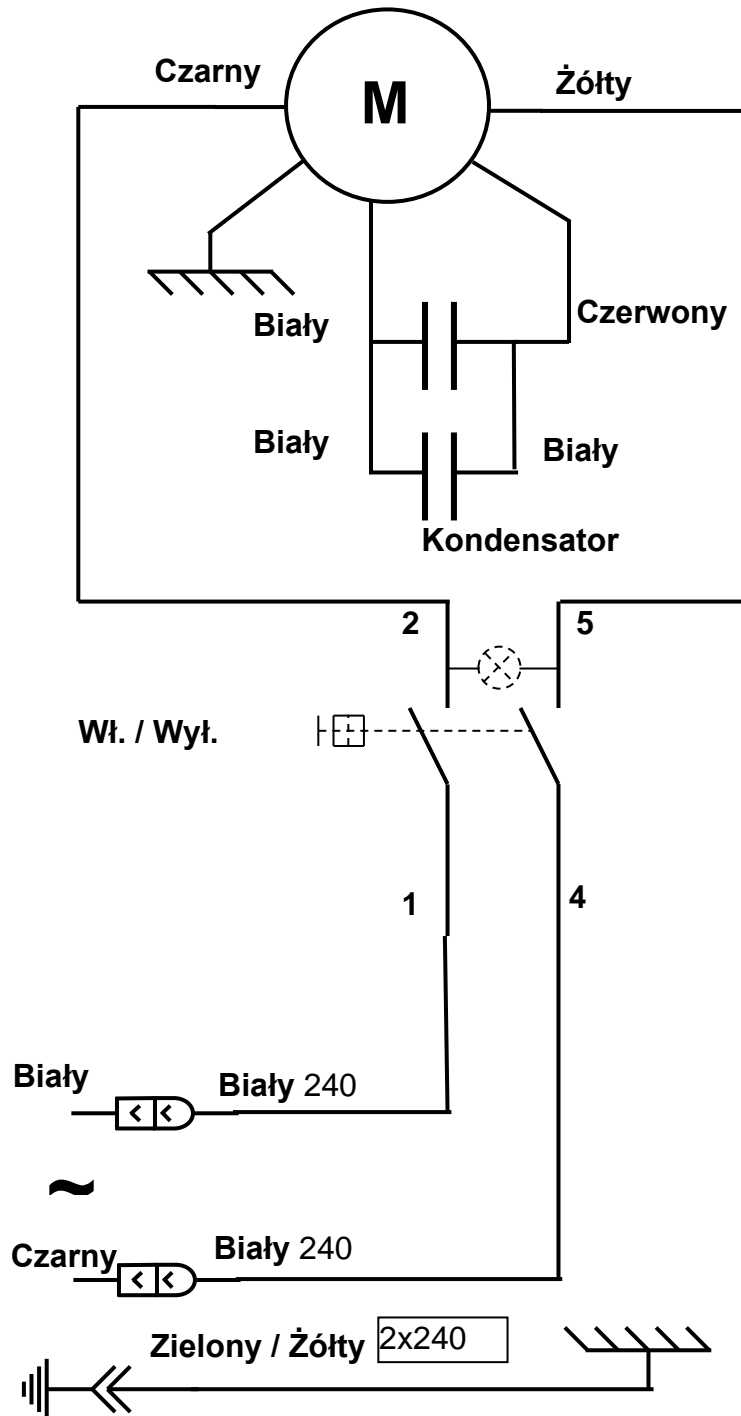 Czarny
Żółty
M
Biały
Czerwony
Biały
Biały
Kondensator
2
5
Wł. / Wył.
1
4
Biały
Biały 240
~
Czarny
Biały 240
Zielony / Żółty 2x240